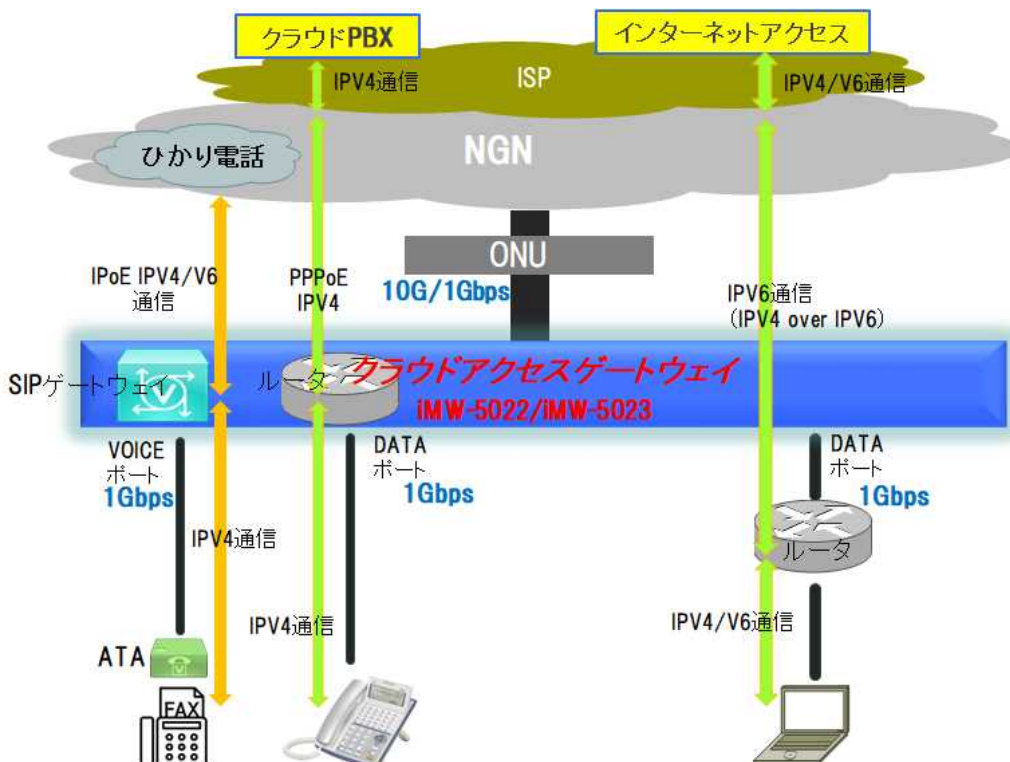 クラウドPBX
インターネットアクセス
IPV4通信
ISP
IPV4/V6通信
ひかり電話
NGN
ONU
IPoE IPV4/V6
通信
PPPoE
IPV4
10G/1Gbps
IPV6通信
(IPV4 over IPV6)
SIPゲートウェイ
ルータ
クラウドアクセスゲートウェイ
iMW-5022/iMW-5023
VOICE
ポート
1Gbps
DATA
ポート
1Gbps
DATA
ポート
1Gbps
IPV4通信
ルータ
IPV4通信
IPV4/V6通信
ATA
FAX